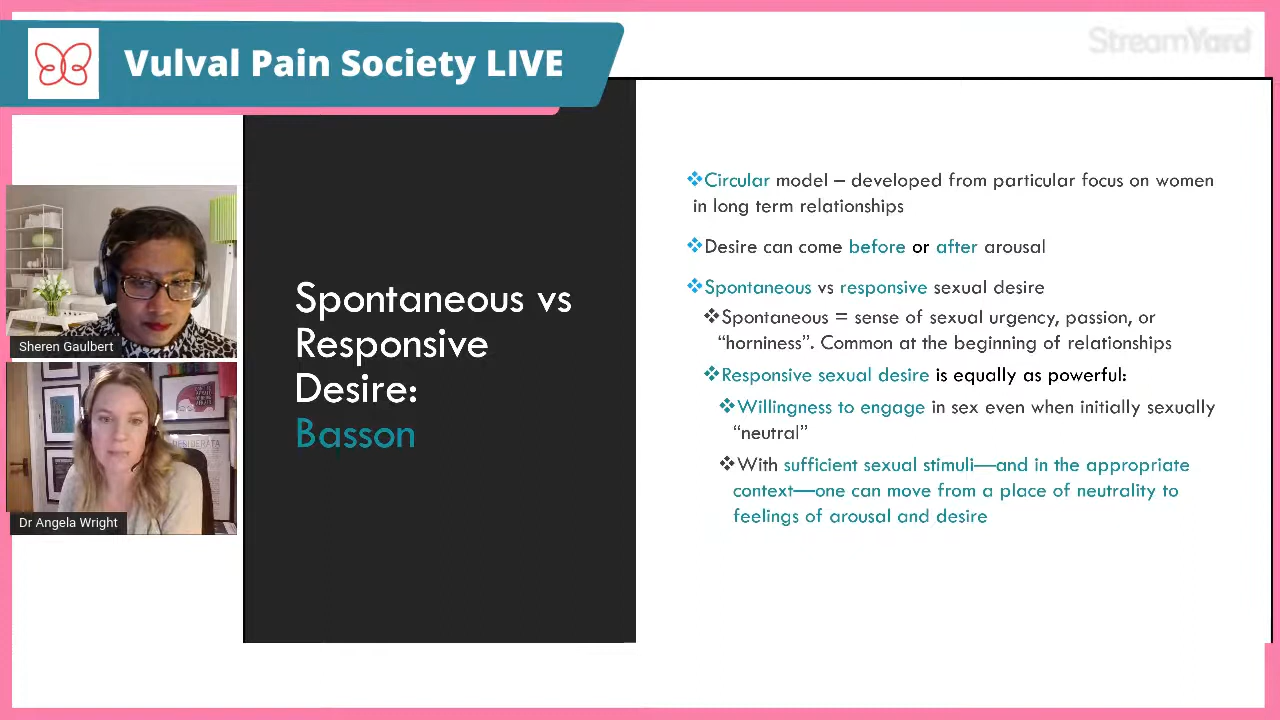 Vulval Pain Society LIVE
StreamYard
Sheren Gaulbert
Dr Angela Wright
DESIDERATA
Spontaneous vs
Responsive
Desire:
Basson
❖Circular model – developed from particular focus on women
in long term relationships
❖Desire can come before or after arousal
❖Spontaneous vs responsive sexual desire
❖Spontaneous = sense of sexual urgency, passion, or
“horniness”. Common at the beginning of relationships
❖Responsive sexual desire is equally as powerful:
❖Willingness to engage in sex even when initially sexually
“neutral”
❖With sufficient sexual stimuli—and in the appropriate
context—one can move from a place of neutrality to
feelings of arousal and desire